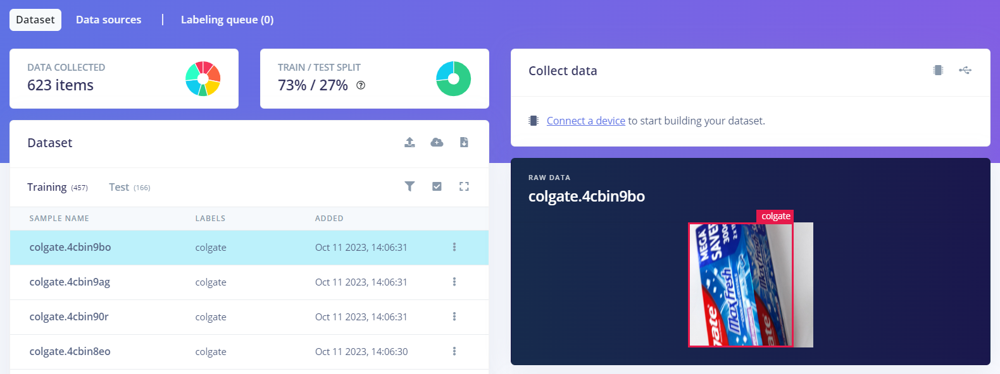 Dataset
Data sources
Labeling queue (0)
DATA COLLECTED
623 items
TRAIN / TEST SPLIT
73% / 27%
Collect data
Connect a device to start building your dataset.
Dataset
Training (457)
Test (166)
SAMPLE NAME LABELS ADDED
colgate.4cbin9bo colgate Oct 11 2023, 14:06:31
colgate.4cbin9ag colgate Oct 11 2023, 14:06:31
colgate.4cbin90r colgate Oct 11 2023, 14:06:31
colgate.4cbin8eo colgate Oct 11 2023, 14:06:30
RAW DATA
colgate.4cbin9bo
colgate
MEGA
SAVE
300g
MaxFresh
gate
MaxFresh
gate